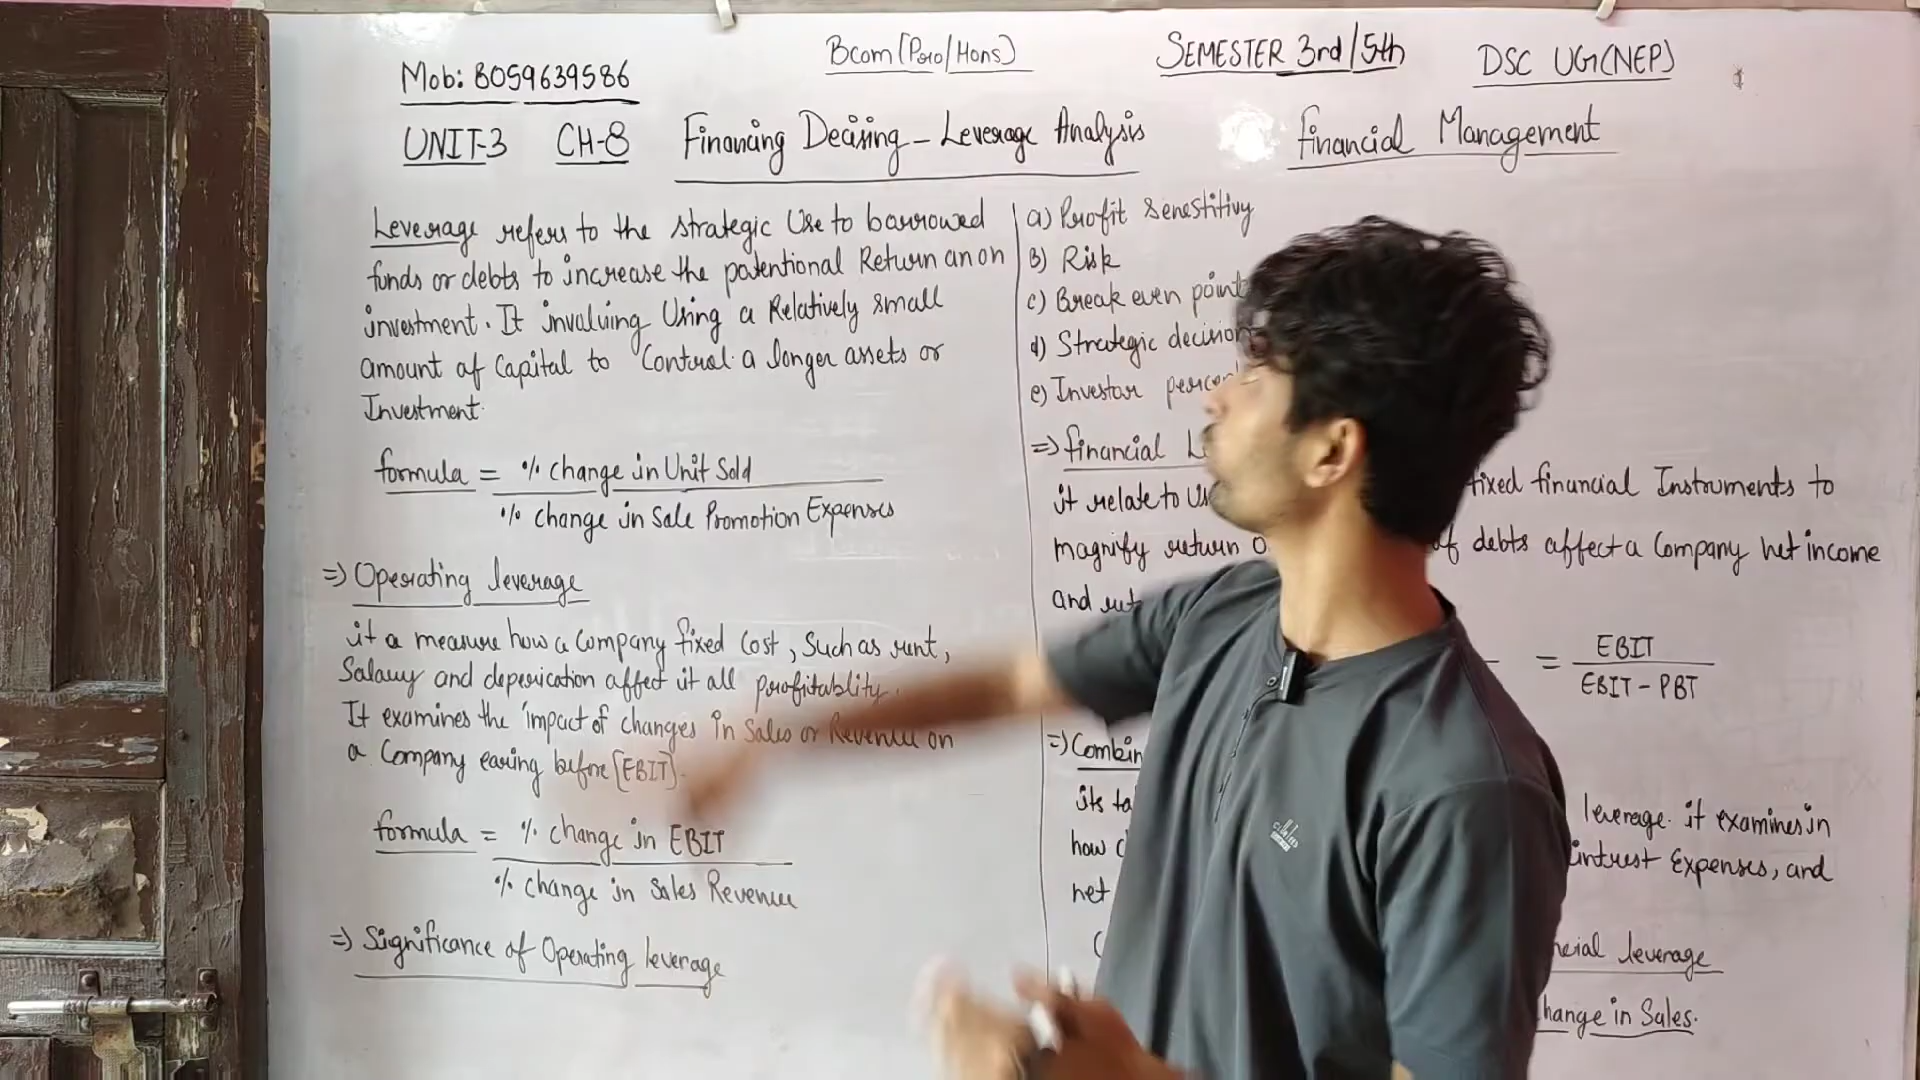 Mob: 8059639586
Bcom (Pro/Hons)
SEMESTER 3rd/5th
DSC UG(NEP)
UNIT-3 CH-8 Financing Decising - Leverage Analysis
financial Management
Leverage refers to the strategic Use to borrowed
funds or debts to increase the potentional Return an on
investment. It involving Using a Relatively small
amount of Capital to Control a longer assets or
Investment.
formula = % change in Unit Sold
% change in Sale Promotion Expenses
=> Operating leverage
it a measure how a Company fixed Cost, Such as rent,
Salary and deperication affect it all profitablity.
It examines the impact of changes in Sales or Revenue on
a Company earing before [EBIT].
formula = % change in EBIT
% change in Sales Revenue
=> Significance of Operating leverage
a) Profit senestitivy
B) Risk
c) Break even point
d) Strategic decision
e) Investor
=> financial
it relate to fixed financial Instruments to
magnify return of debts affect a Company net income
and
= EBIT
EBIT - PBT
=> Combin
its leverage. it examines in
how intrest Expenses, and
net
leverage
hange in Sales.